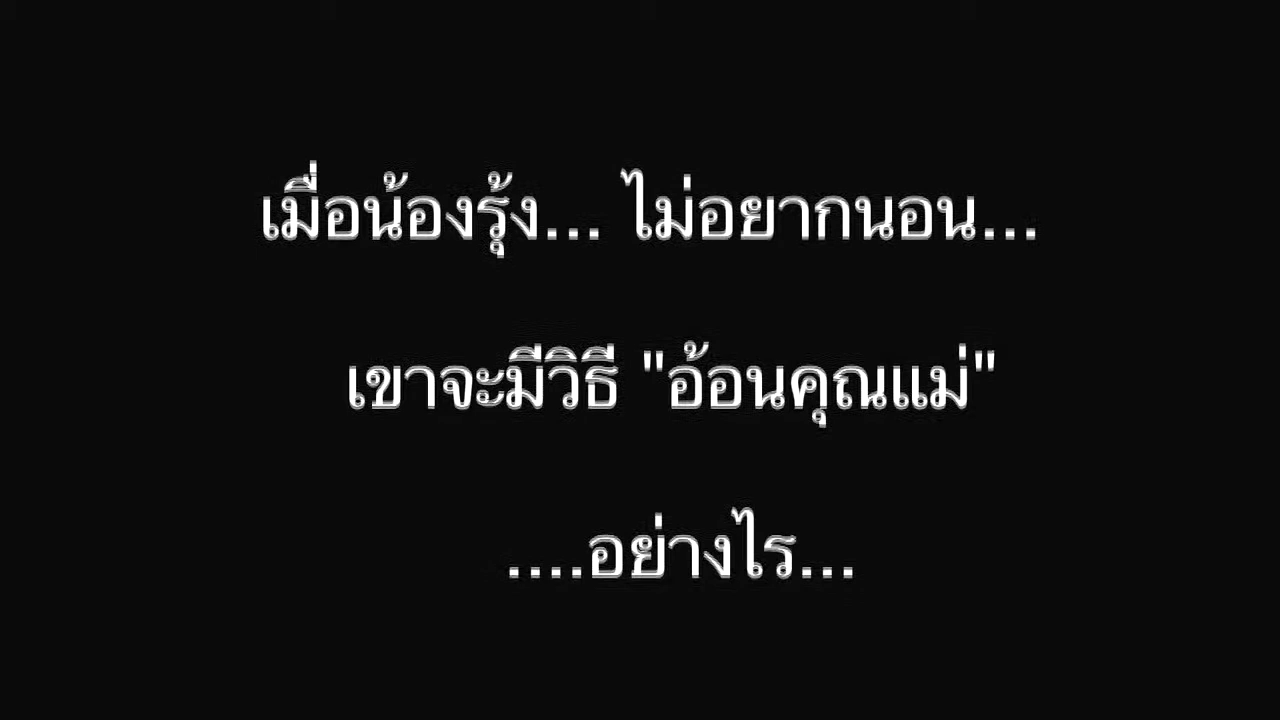 เมื่อน้องรุ้ง... ไม่อยากนอน...
เขาจะมีวิธี "อ้อนคุณแม่"
....อย่างไร...